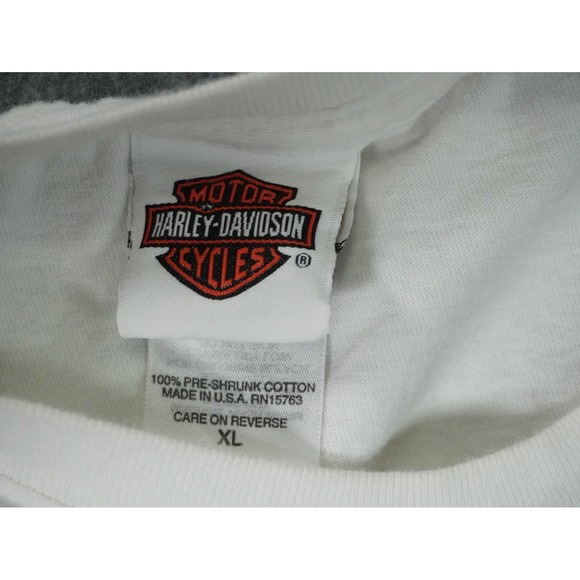 MOTOR
HARLEY-DAVIDSON
CYCLES
®
100% PRE-SHRUNK COTTON
MADE IN U.S.A. RN15763
CARE ON REVERSE
XL